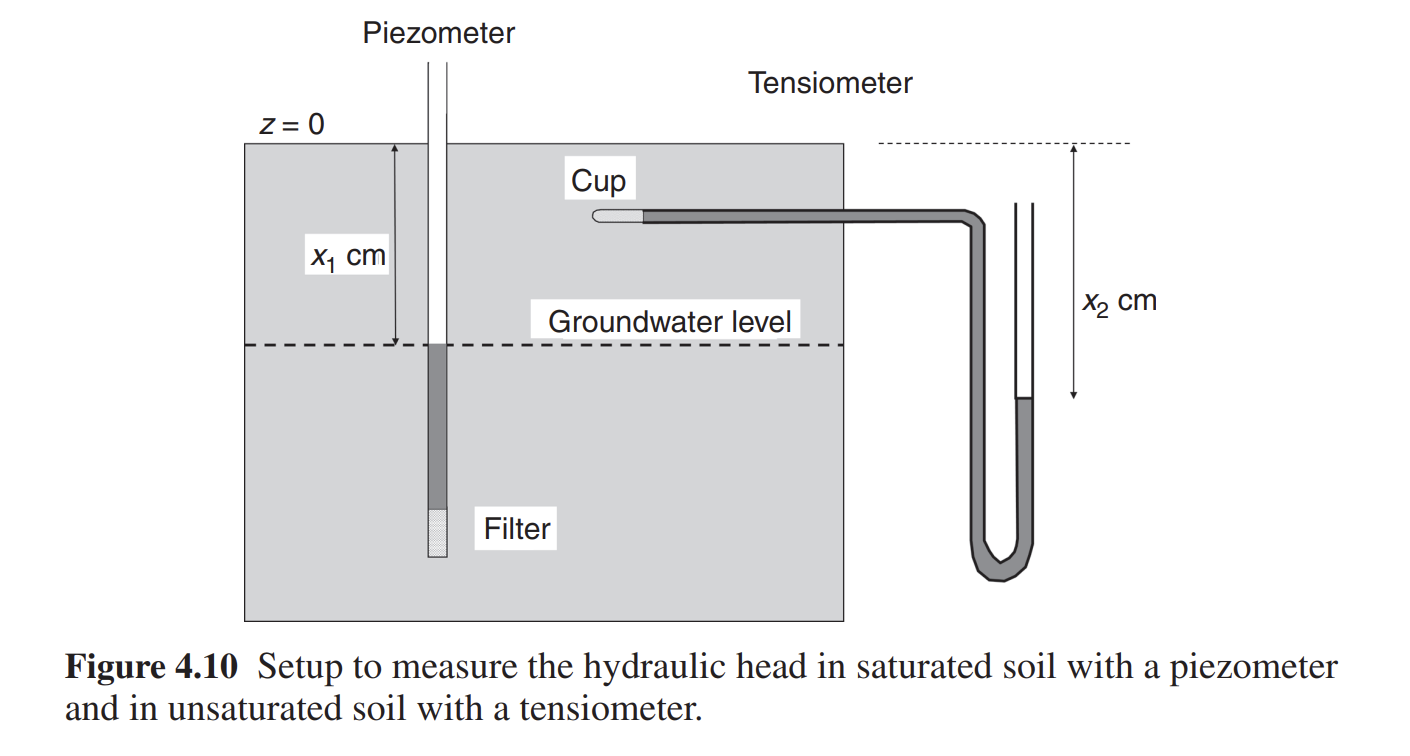 Piezometer
Tensiometer
z = 0
Cup
x₁ cm
x₂ cm
Groundwater level
Filter
Figure 4.10 Setup to measure the hydraulic head in saturated soil with a piezometer
and in unsaturated soil with a tensiometer.